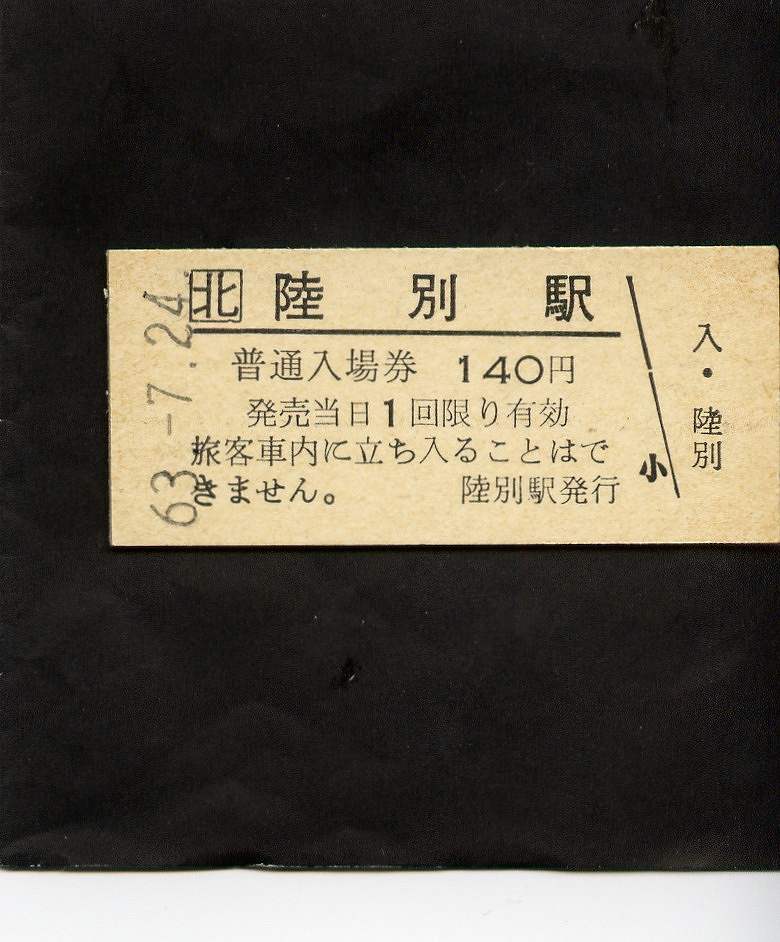 63-7.24
北 陸別駅
普通入場券 140円
発売当日1回限り有効
旅客車内に立ち入ることはで
きません。 陸別駅発行
小
入・陸別